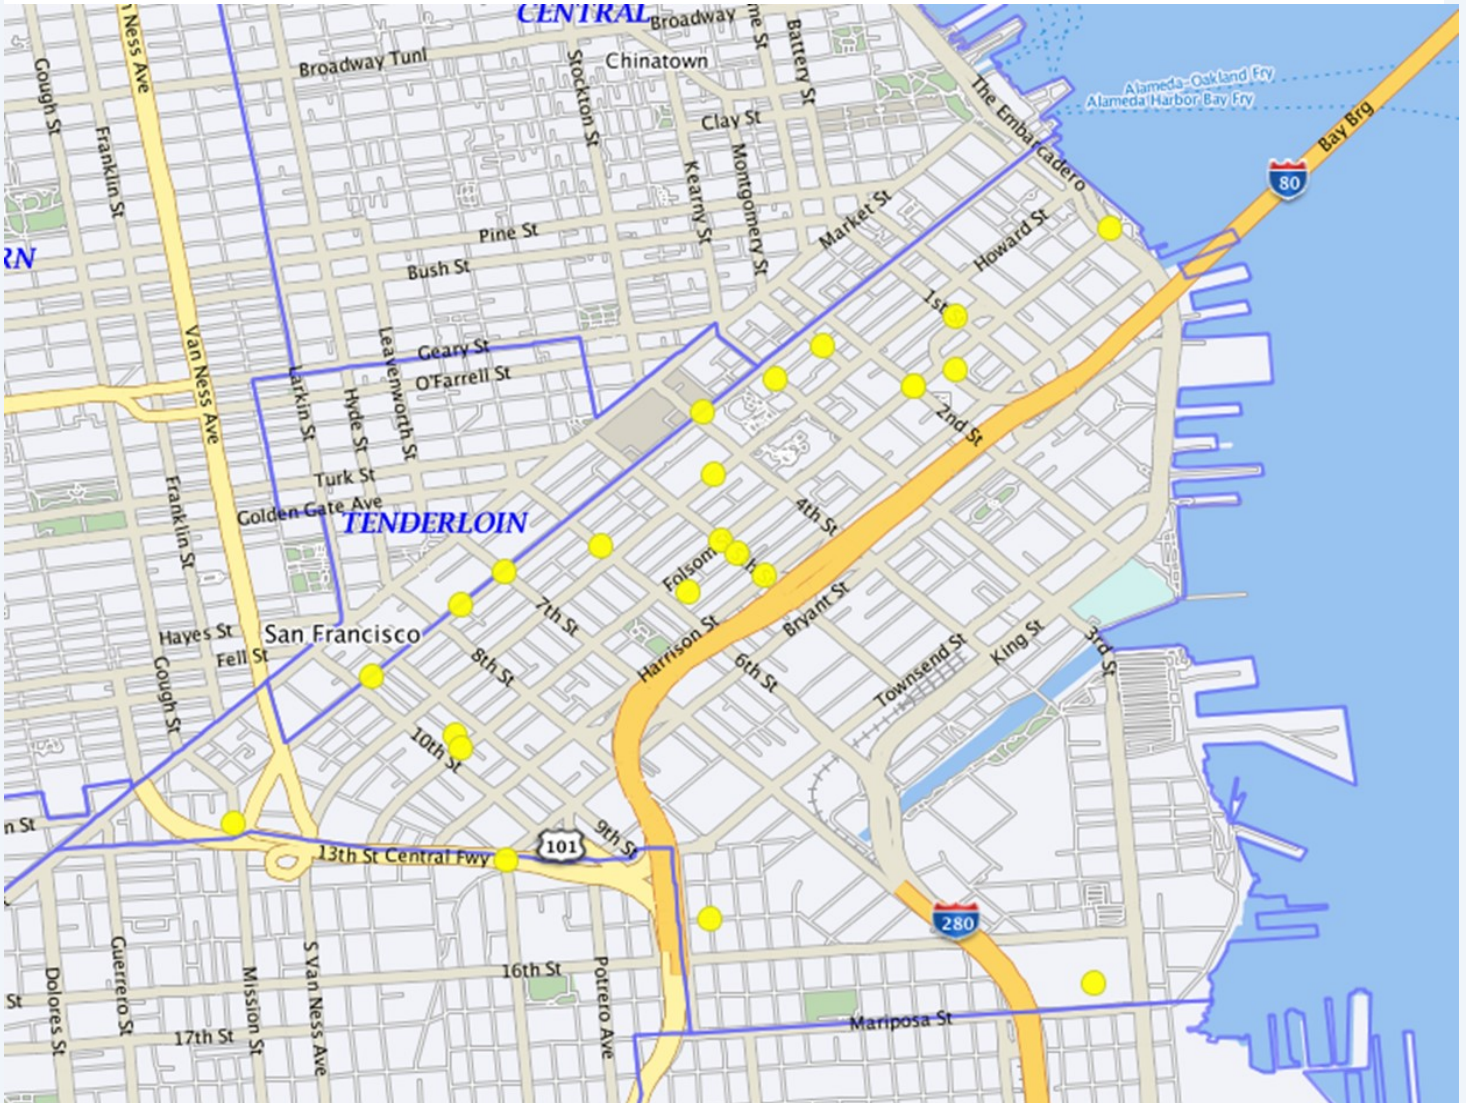 CENTRAL
Broadway
Ness Ave
Battery St
Broadway Tunl
Stockton St
Chinatown
Gough St
Alameda-Oakland Fry
Alameda Harbor Bay Fry
The Embarcadero
Bay Brg
Franklin St
Clay St
Montgomery St
Kearny St
80
Market St
Pine St
Howard St
RN
Bush St
1st
Van Ness Ave
Geary St
Leavenworth St
O'Farrell St
Larkin St
Hyde St
2nd St
Turk St
Franklin St
Golden Gate Ave
TENDERLOIN
4th St
Folsom
h
Bryant St
7th St
Hayes St
San Francisco
Harrison St
King St
3rd St
Fell St
8th St
6th St
Townsend St
Gough St
10th St
n St
9th St
101
13th St Central Fwy
280
Dolores St
Guerrero St
Mission St
S Van Ness Ave
16th St
Potrero Ave
St
Mariposa St
17th St